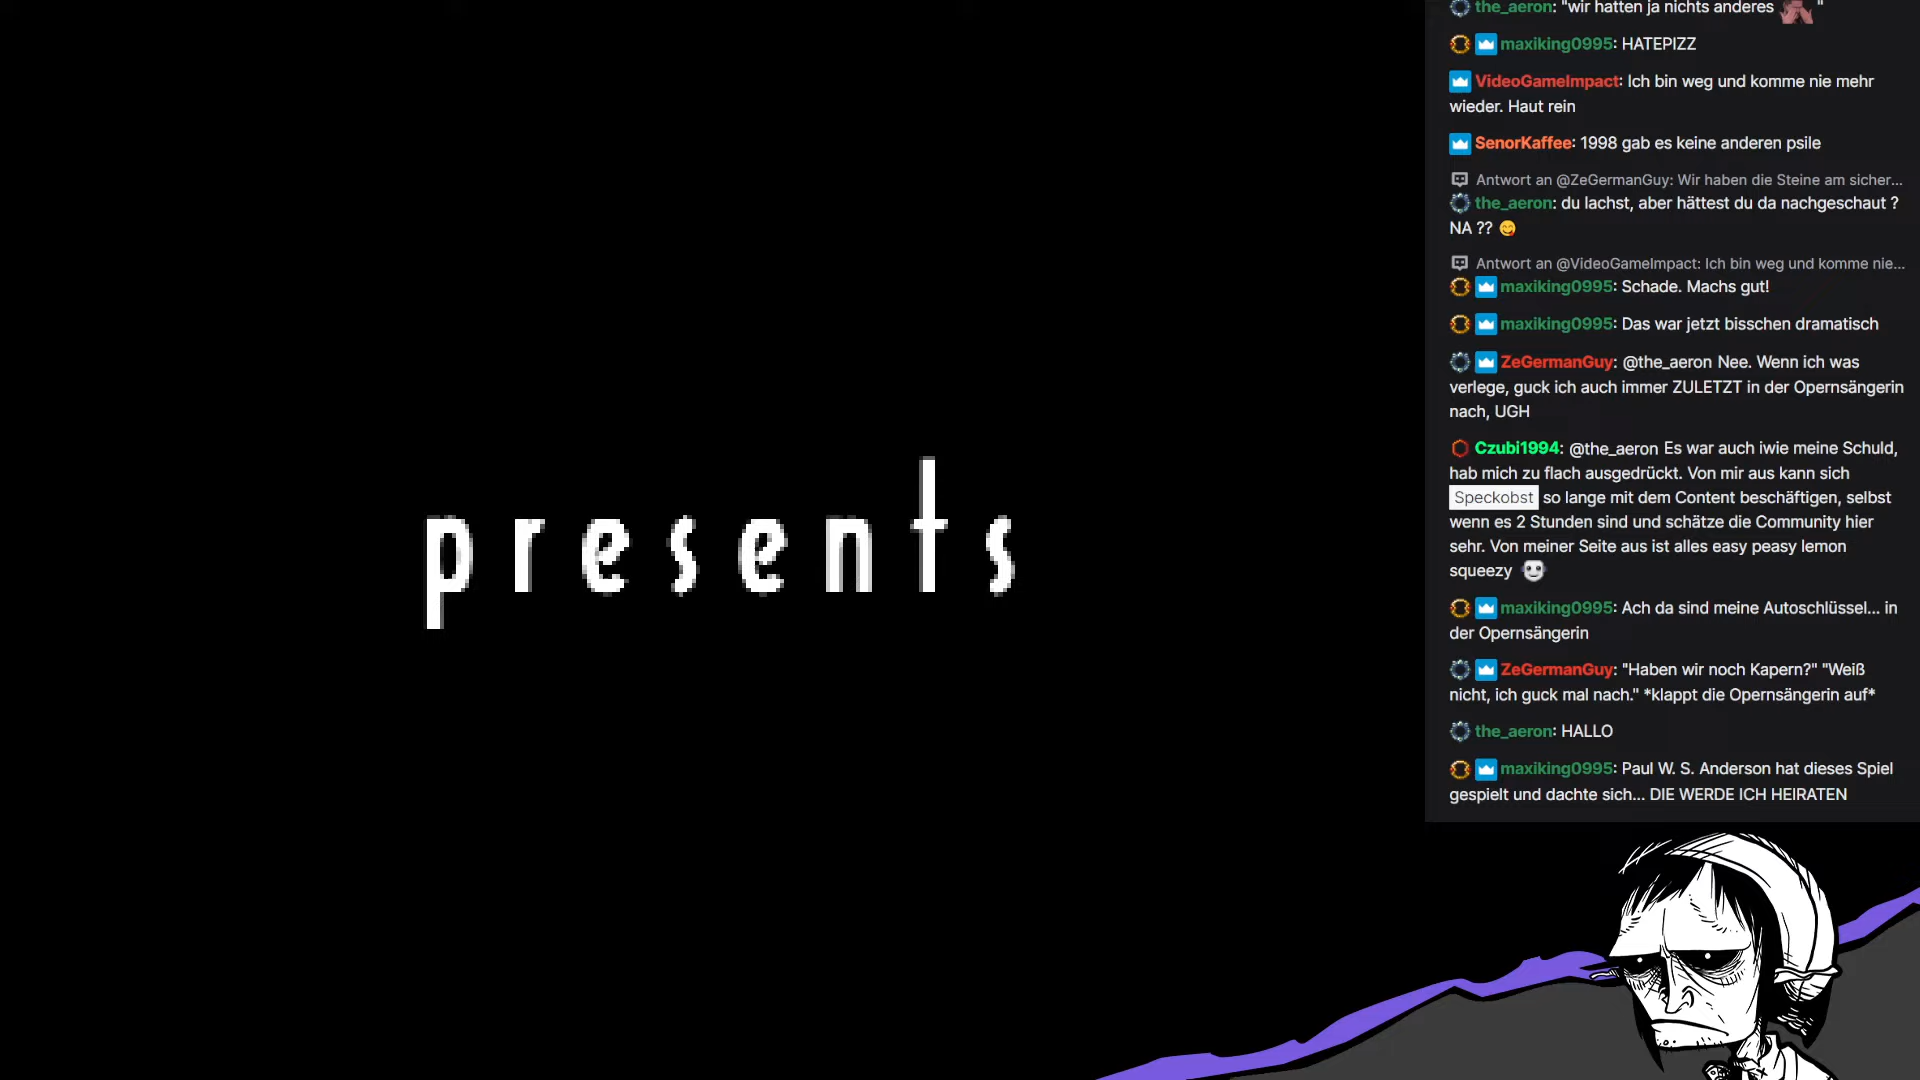 the_aeron: "wir hatten ja nichts anderes "
maxiking0995: HATEPIZZ
VideoGameImpact: Ich bin weg und komme nie mehr
wieder. Haut rein
SenorKaffee: 1998 gab es keine anderen psile
Antwort an @ZeGermanGuy: Wir haben die Steine am sicher...
the_aeron: du lachst, aber hättest du da nachgeschaut ?
NA ?? 😋
Antwort an @VideoGameImpact: Ich bin weg und komme nie...
maxiking0995: Schade. Machs gut!
maxiking0995: Das war jetzt bisschen dramatisch
ZeGermanGuy: @the_aeron Nee. Wenn ich was
verlege, guck ich auch immer ZULETZT in der Opernsängerin
nach, UGH
Czubi1994: @the_aeron Es war auch iwie meine Schuld,
hab mich zu flach ausgedrückt. Von mir aus kann sich
Speckobst so lange mit dem Content beschäftigen, selbst
wenn es 2 Stunden sind und schätze die Community hier
sehr. Von meiner Seite aus ist alles easy peasy lemon
squeezy
maxiking0995: Ach da sind meine Autoschlüssel... in
der Opernsängerin
ZeGermanGuy: "Haben wir noch Kapern?" "Weiß
nicht, ich guck mal nach." *klappt die Opernsängerin auf*
the_aeron: HALLO
maxiking0995: Paul W. S. Anderson hat dieses Spiel
gespielt und dachte sich... DIE WERDE ICH HEIRATEN
presents